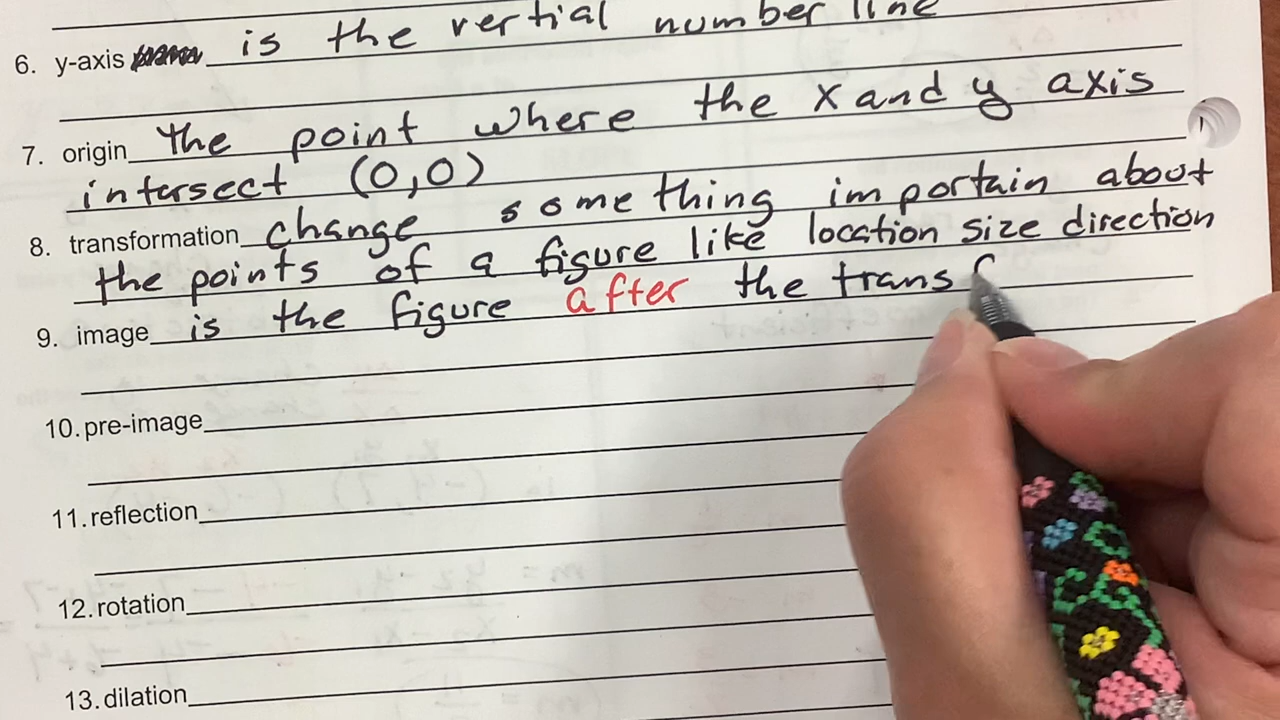 6. y-axis is the vertial number line
7. origin the point where the x and y axis
intersect (0,0)
8. transformation change something importain about
the points of a figure like location size direction
9. image is the figure after the transf
10. pre-image
11. reflection
12. rotation
13. dilation